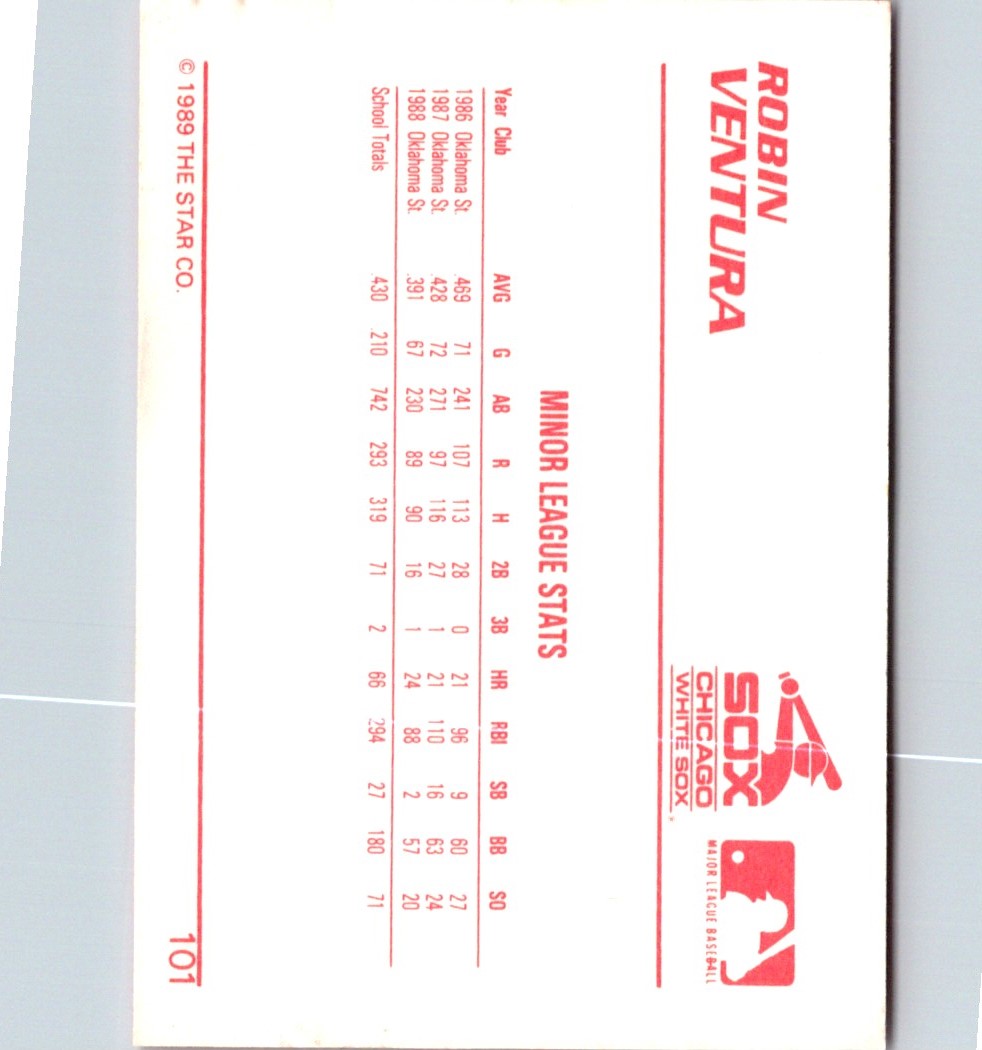 ROBIN
VENTURA
SOX
CHICAGO
WHITE SOX
MAJOR LEAGUE BASEBALL
MINOR LEAGUE STATS
Year Club AVG G AB R H 2B 3B HR RBI SB BB SO
1986 Oklahoma St. .469 71 241 107 113 28 0 21 96 9 60 27
1987 Oklahoma St. .428 72 271 97 116 27 1 21 110 16 63 24
1988 Oklahoma St. .391 67 230 89 90 16 1 24 88 2 57 20
School Totals .430 210 742 293 319 71 2 66 294 27 180 71
© 1989 THE STAR CO.
101